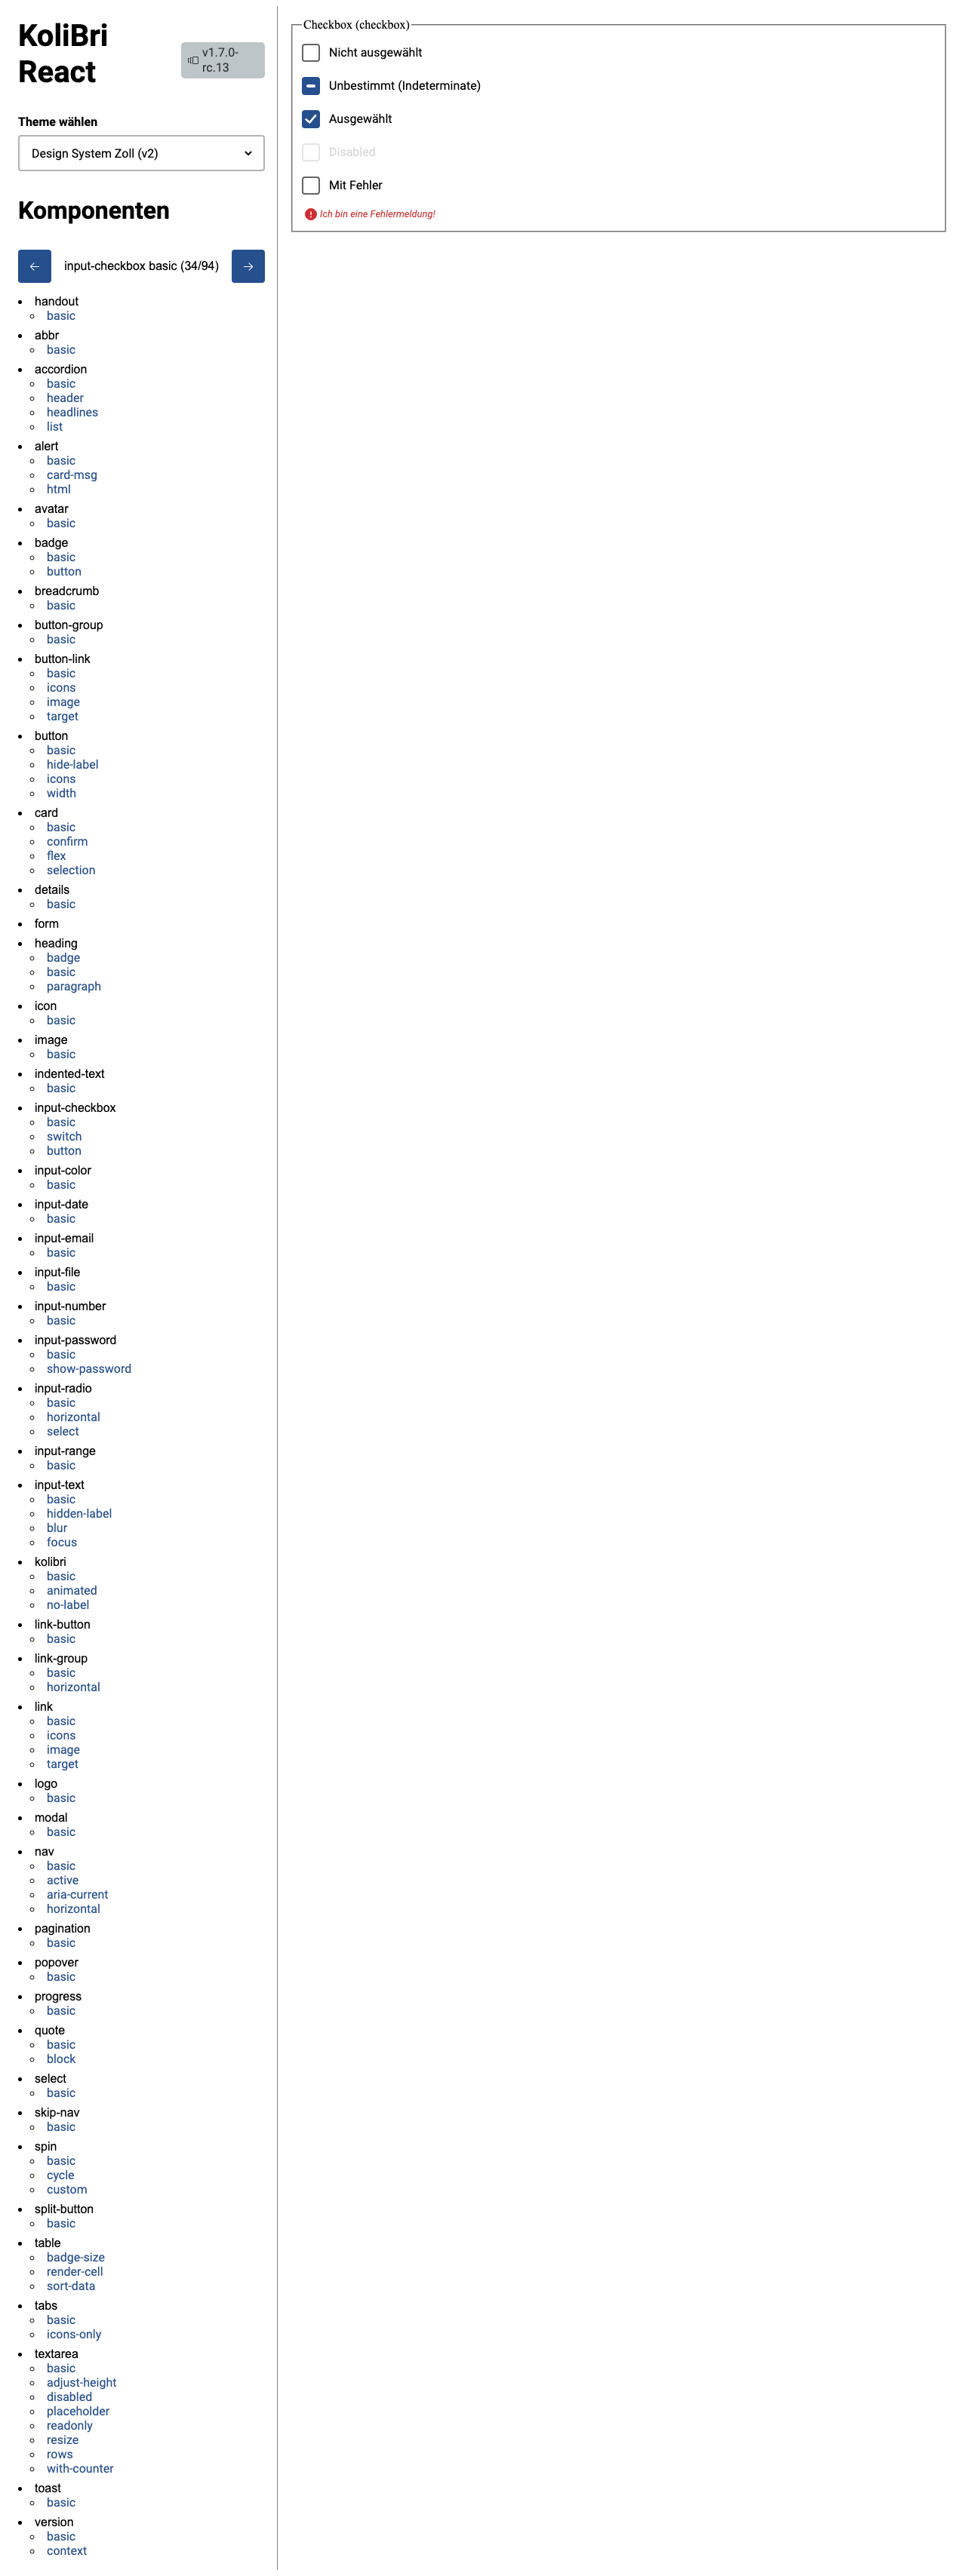 KoliBri
React
v1.7.0-
rc.13
Theme wählen
Design System Zoll (v2)
Komponenten
input-checkbox basic (34/94)
handout
basic
abbr
basic
accordion
basic
header
headlines
list
alert
basic
card-msg
html
avatar
basic
badge
basic
button
breadcrumb
basic
button-group
basic
button-link
basic
icons
image
target
button
basic
hide-label
icons
width
card
basic
confirm
flex
selection
details
basic
form
heading
badge
basic
paragraph
icon
basic
image
basic
indented-text
basic
input-checkbox
basic
switch
button
input-color
basic
input-date
basic
input-email
basic
input-file
basic
input-number
basic
input-password
basic
show-password
input-radio
basic
horizontal
select
input-range
basic
input-text
basic
hidden-label
blur
focus
kolibri
basic
animated
no-label
link-button
basic
link-group
basic
horizontal
link
basic
icons
image
target
logo
basic
modal
basic
nav
basic
active
aria-current
horizontal
pagination
basic
popover
basic
progress
basic
quote
basic
block
select
basic
skip-nav
basic
spin
basic
cycle
custom
split-button
basic
table
badge-size
render-cell
sort-data
tabs
basic
icons-only
textarea
basic
adjust-height
disabled
placeholder
readonly
resize
rows
with-counter
toast
basic
version
basic
context
Checkbox (checkbox)
Nicht ausgewählt
Unbestimmt (Indeterminate)
Ausgewählt
Disabled
Mit Fehler
Ich bin eine Fehlermeldung!